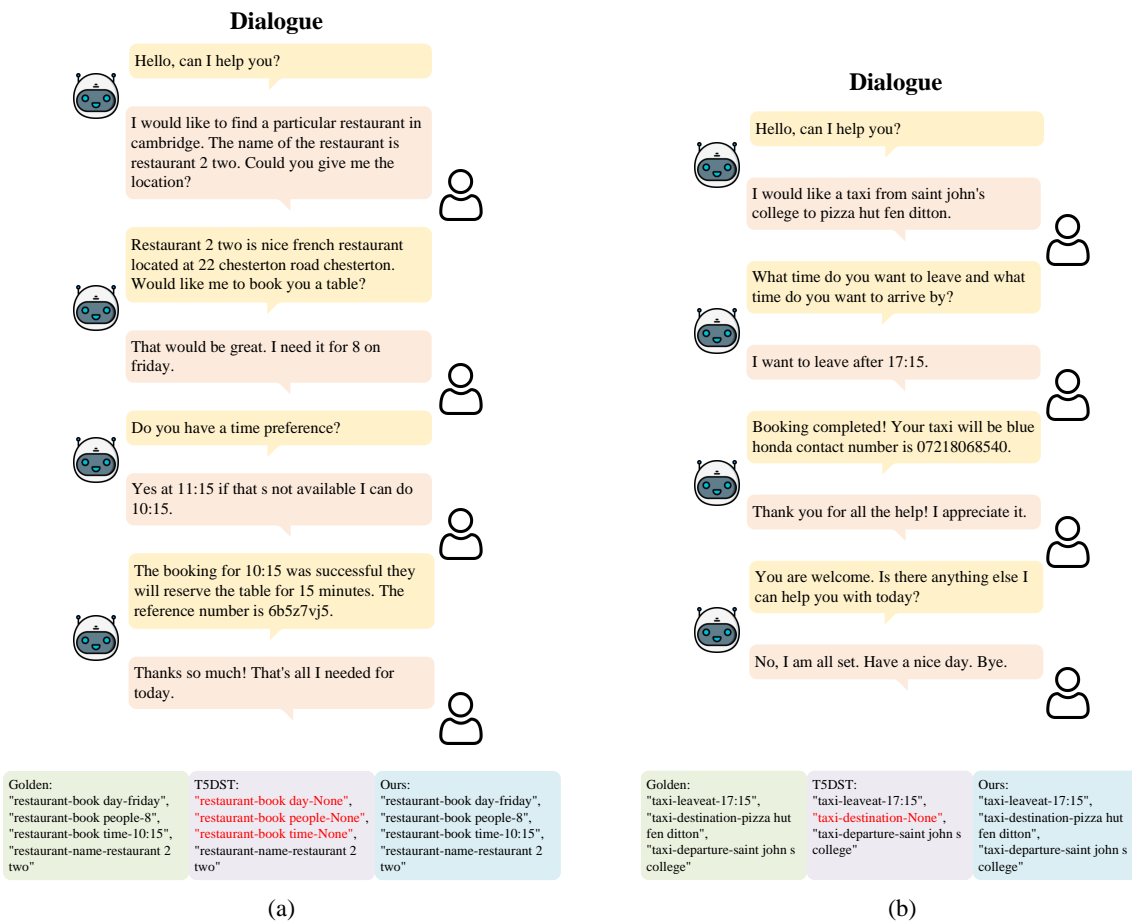 Dialogue
Hello, can I help you?
I would like to find a particular restaurant in
cambridge. The name of the restaurant is
restaurant 2 two. Could you give me the
location?
Restaurant 2 two is nice french restaurant
located at 22 chesterton road chesterton.
Would like me to book you a table?
That would be great. I need it for 8 on
friday.
Do you have a time preference?
Yes at 11:15 if that s not available I can do
10:15.
The booking for 10:15 was successful they
will reserve the table for 15 minutes. The
reference number is 6b5z7vj5.
Thanks so much! That's all I needed for
today.
Golden:
"restaurant-book day-friday",
"restaurant-book people-8",
"restaurant-book time-10:15",
"restaurant-name-restaurant 2
two"
T5DST:
"restaurant-book day-None",
"restaurant-book people-None",
"restaurant-book time-None",
"restaurant-name-restaurant 2
two"
Ours:
"restaurant-book day-friday",
"restaurant-book people-8",
"restaurant-book time-10:15",
"restaurant-name-restaurant 2
two"
(a)
Dialogue
Hello, can I help you?
I would like a taxi from saint john's
college to pizza hut fen ditton.
What time do you want to leave and what
time do you want to arrive by?
I want to leave after 17:15.
Booking completed! Your taxi will be blue
honda contact number is 07218068540.
Thank you for all the help! I appreciate it.
You are welcome. Is there anything else I
can help you with today?
No, I am all set. Have a nice day. Bye.
Golden:
"taxi-leaveat-17:15",
"taxi-destination-pizza hut
fen ditton",
"taxi-departure-saint john s
college"
T5DST:
"taxi-leaveat-17:15",
"taxi-destination-None",
"taxi-departure-saint john s
college"
Ours:
"taxi-leaveat-17:15",
"taxi-destination-pizza hut
fen ditton",
"taxi-departure-saint john s
college"
(b)